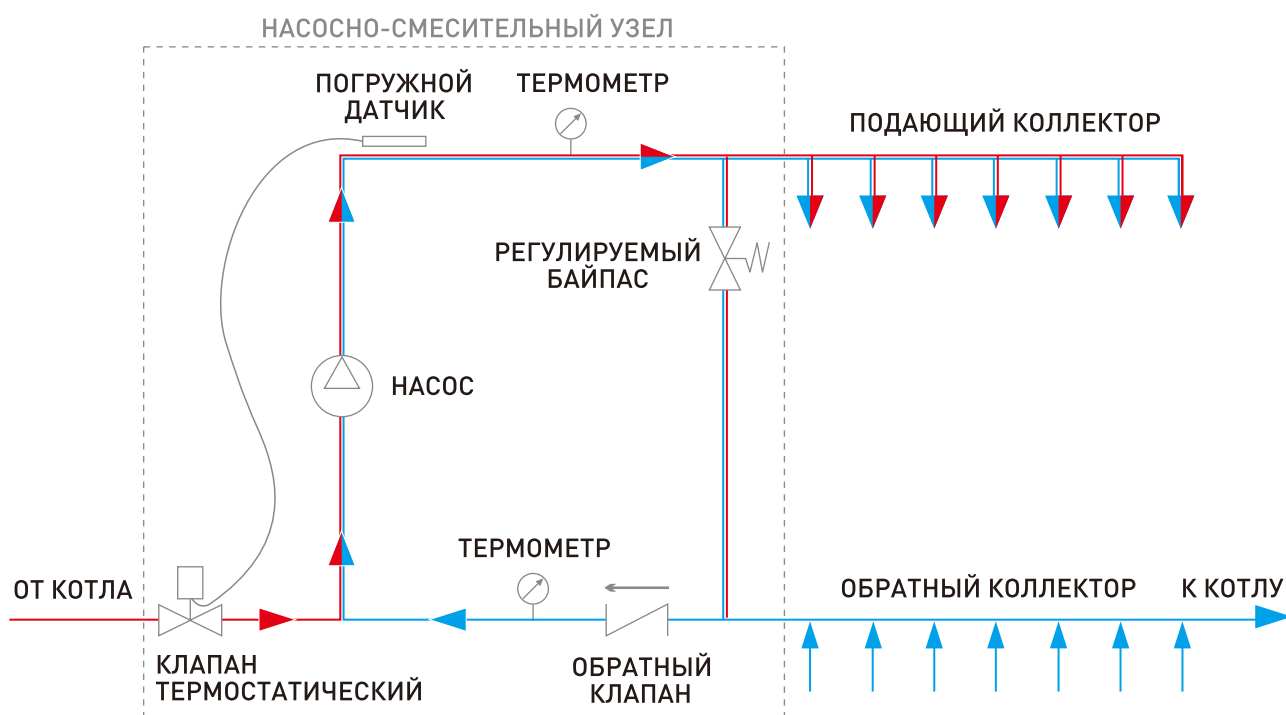 НАСОСНО-СМЕСИТЕЛЬНЫЙ УЗЕЛ
ПОГРУЖНОЙ
ДАТЧИК
ТЕРМОМЕТР
ПОДАЮЩИЙ КОЛЛЕКТОР
РЕГУЛИРУЕМЫЙ
БАЙПАС
НАСОС
ТЕРМОМЕТР
ОТ КОТЛА
ОБРАТНЫЙ КОЛЛЕКТОР
К КОТЛУ
КЛАПАН
ТЕРМОСТАТИЧЕСКИЙ
ОБРАТНЫЙ
КЛАПАН